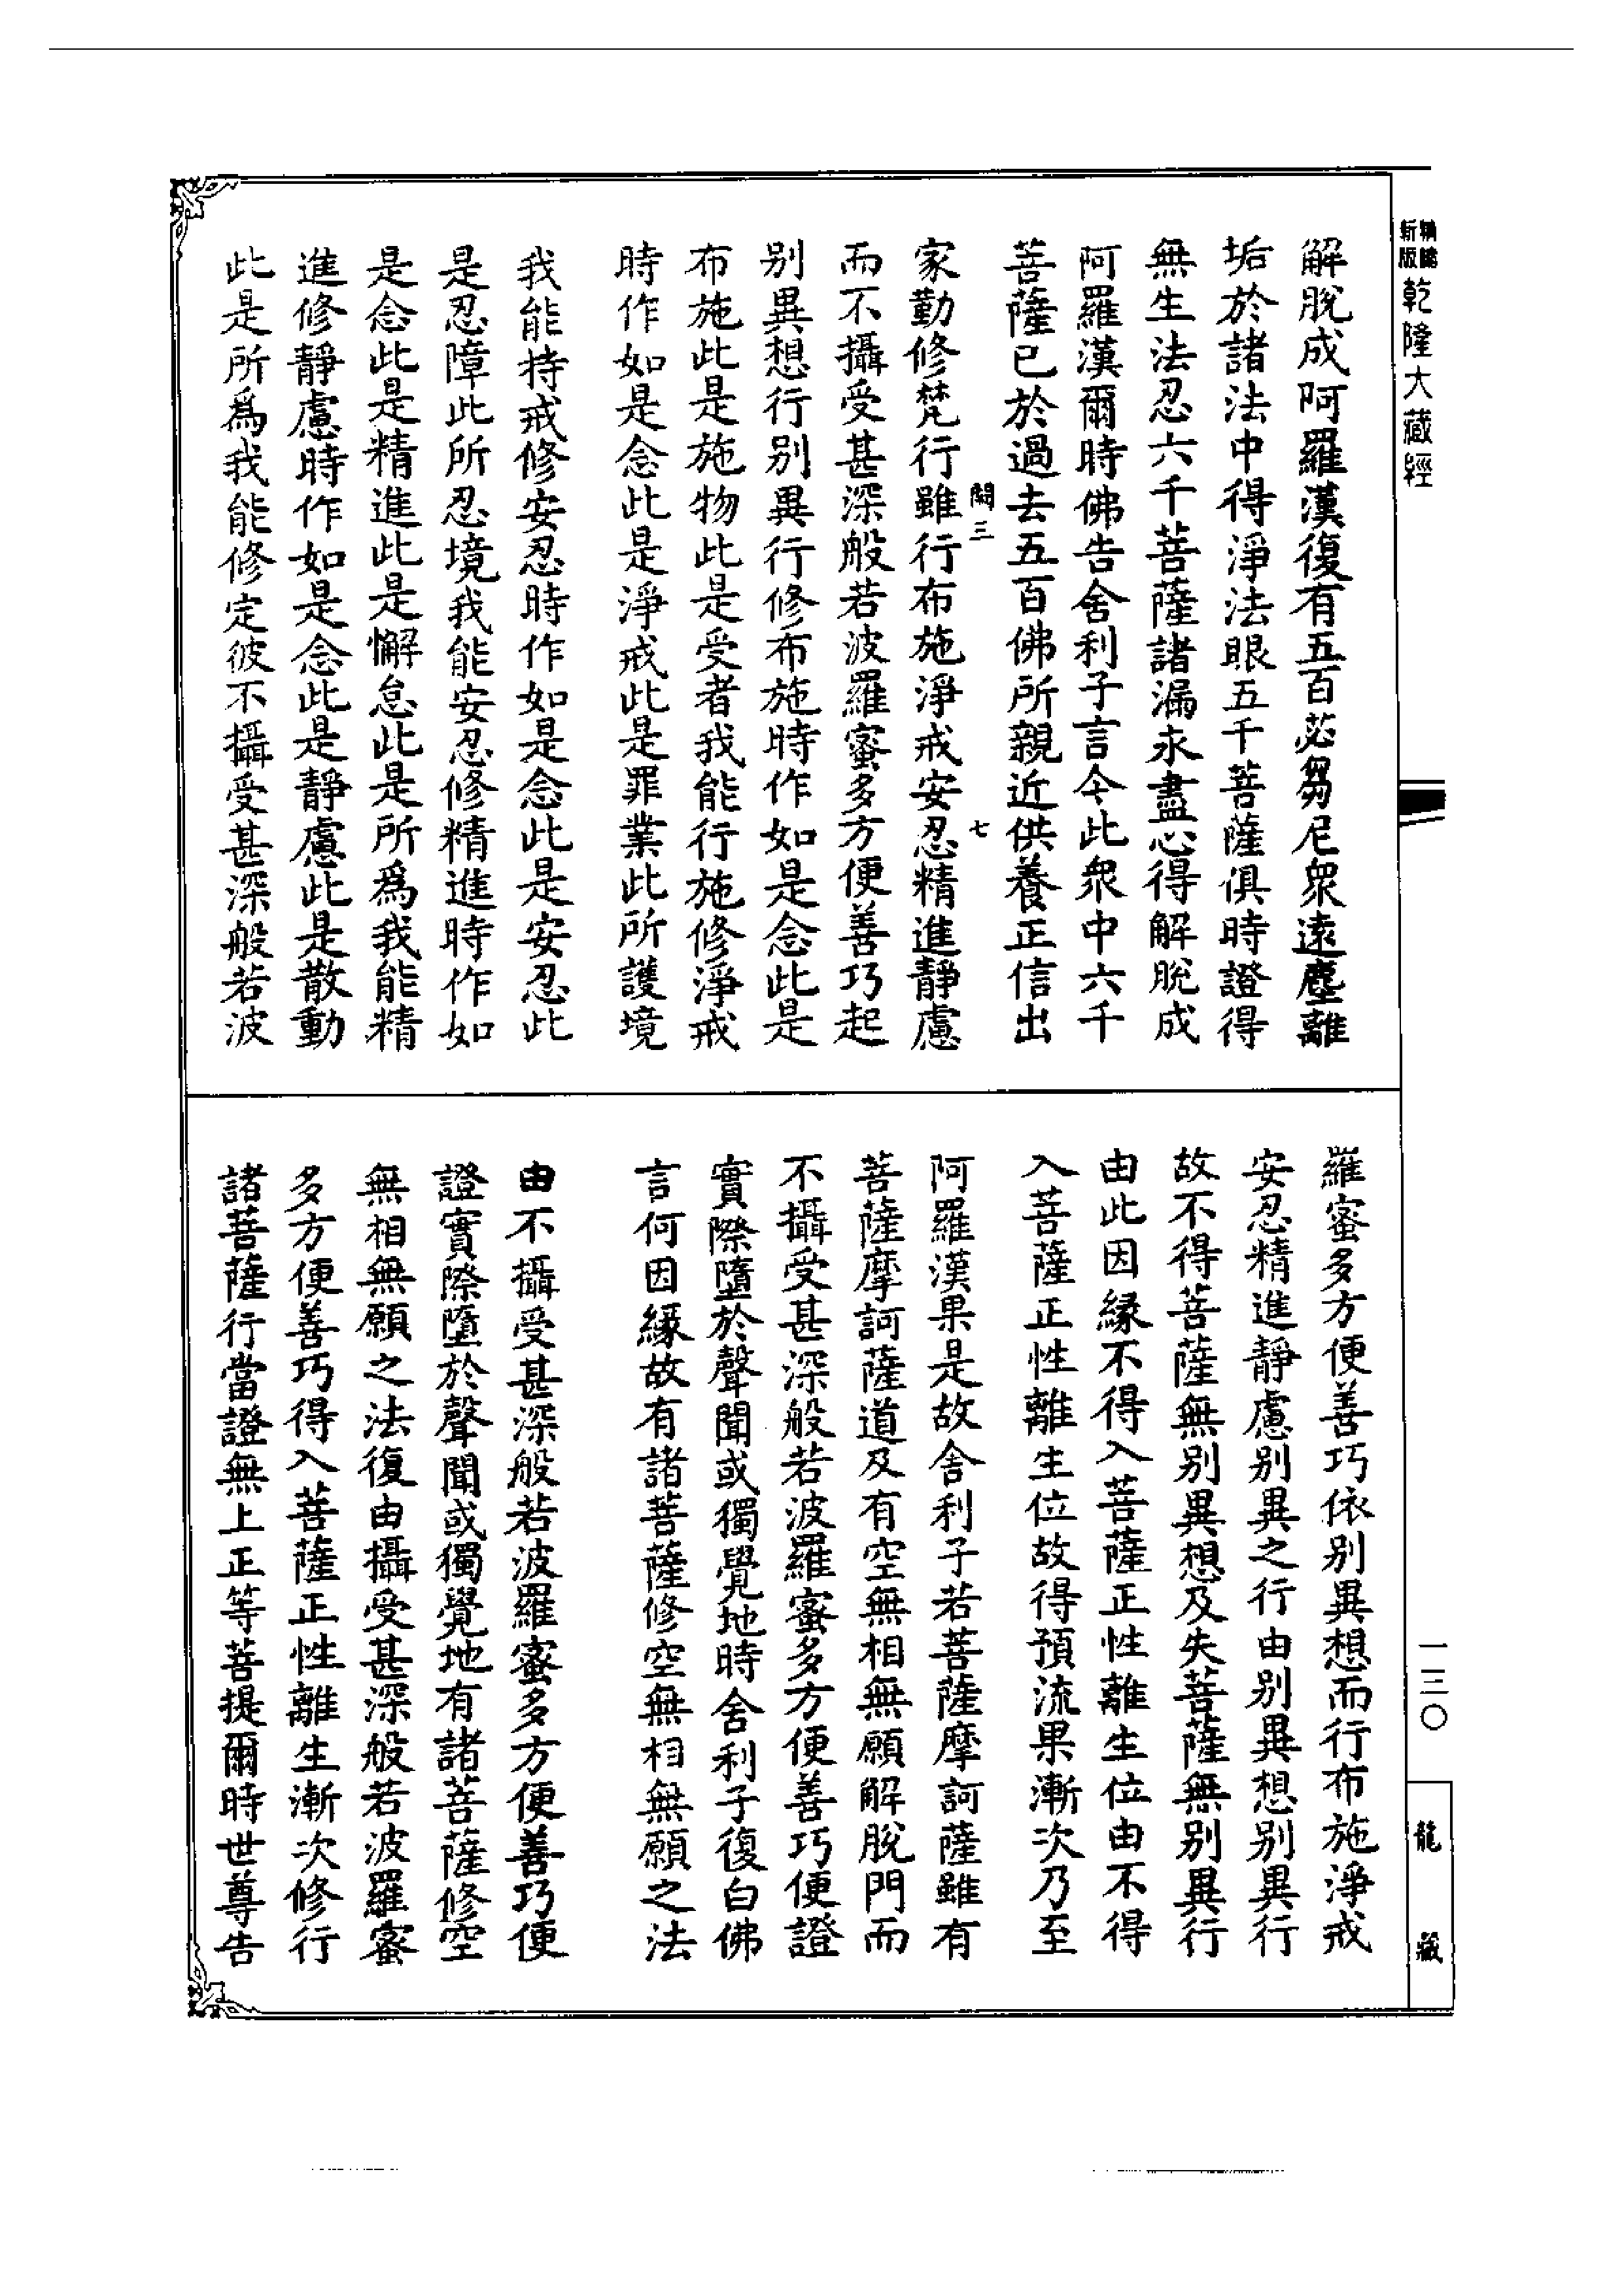 新版
乾隆大藏經
解脫成阿羅漢復有五百苾芻尼眾遠塵離
垢於諸法中得淨法眼五千菩薩俱時證得
無生法忍六千菩薩諸漏永盡心得解脫成
阿羅漢爾時佛告舍利子言今此眾中六千
菩薩已於過去五百佛所親近供養正信出
家勤修梵行雖行布施淨戒安忍精進靜慮
而不攝受甚深般若波羅蜜多方便善巧起
別異想行別異行修布施時作如是念此是
布施此是施物此是受者我能行施修淨戒
時作如是念此是淨戒此是罪業此所護境
我能持戒修安忍時作如是念此是安忍此
是忍障此所忍境我能安忍修精進時作如
是念此是精進此是懈怠此是所為我能精
進修靜慮時作如是念此是靜慮此是散動
此是所為我能修定彼不攝受甚深般若波
三
七
羅蜜多方便善巧依別異想而行布施淨戒
安忍精進靜慮別異之行由別異想別異行
故不得菩薩無別異想及失菩薩無別異行
由此因緣不得入菩薩正性離生位由不得
入菩薩正性離生位故得預流果漸次乃至
阿羅漢果是故舍利子若菩薩摩訶薩雖有
菩薩摩訶薩道及有空無相無願解脫門而
不攝受甚深般若波羅蜜多方便善巧便證
實際墮於聲聞或獨覺地時舍利子復白佛
言何因緣故有諸菩薩修空無相無願之法
由不攝受甚深般若波羅蜜多方便善巧便
證實際墮於聲聞或獨覺地有諸菩薩修空
無相無願之法復由攝受甚深般若波羅蜜
多方便善巧得入菩薩正性離生漸次修行
諸菩薩行當證無上正等菩提爾時世尊告
一三〇
龍藏